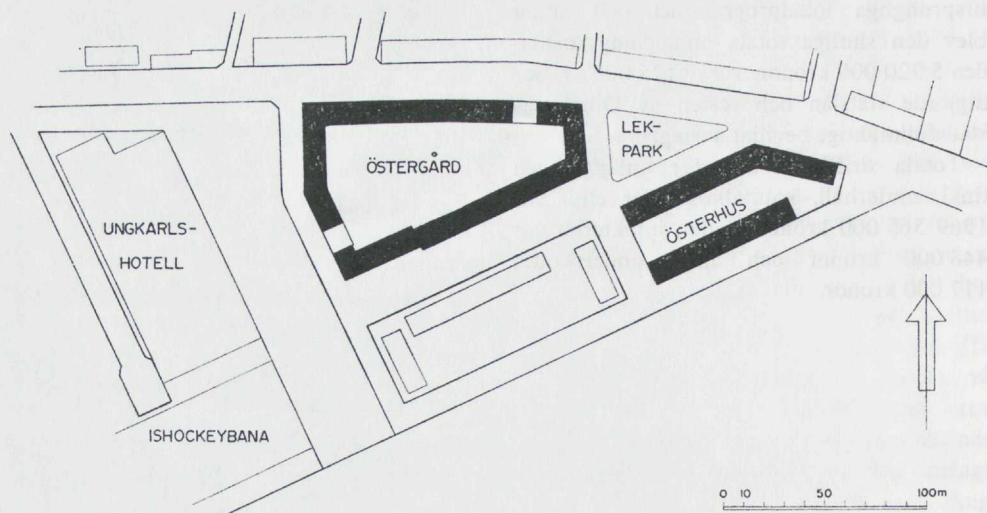 LEK-
PARK
ÖSTERGÅRD
ÖSTERHUS
UNGKARLS-
HOTELL
ISHOCKEYBANA
0 10 50 100m